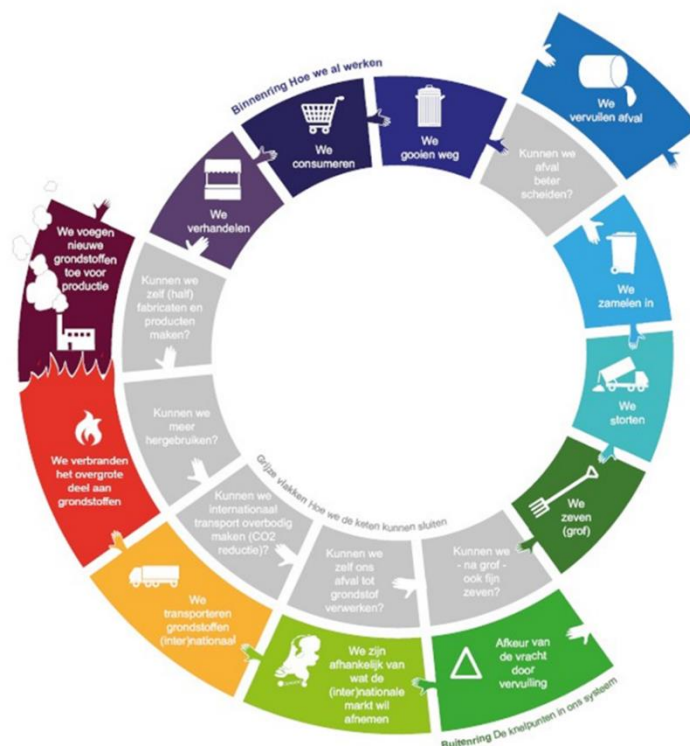 Binnenring Hoe we al werken
We
consumeren
We
gooien weg
We
vervuilen afval
Kunnen we
afval
beter
scheiden?
We
zamelen in
We
storten
We
zeven
(grof)
Kunnen we
- na grof -
ook fijn
zeven?
Afkeur van
de vracht
door
vervuiling
Buitenring De knelpunten in ons systeem
Kunnen we
zelf ons
afval tot
grondstof
verwerken?
We zijn
afhankelijk van
wat de
(inter)nationale
markt wil
afnemen
Kunnen we
internationaal
transport overbodig
maken (CO2
reductie)?
We
transporteren
grondstoffen
(inter)nationaal
Grijze vlakken Hoe we de keten kunnen sluiten
Kunnen we
meer
hergebruiken?
We verbranden
het overgrote
deel aan
grondstoffen
Kunnen we
zelf (half)
fabricaten en
producten
maken?
We voegen
nieuwe
grondstoffen
toe voor
productie
We
verhandelen